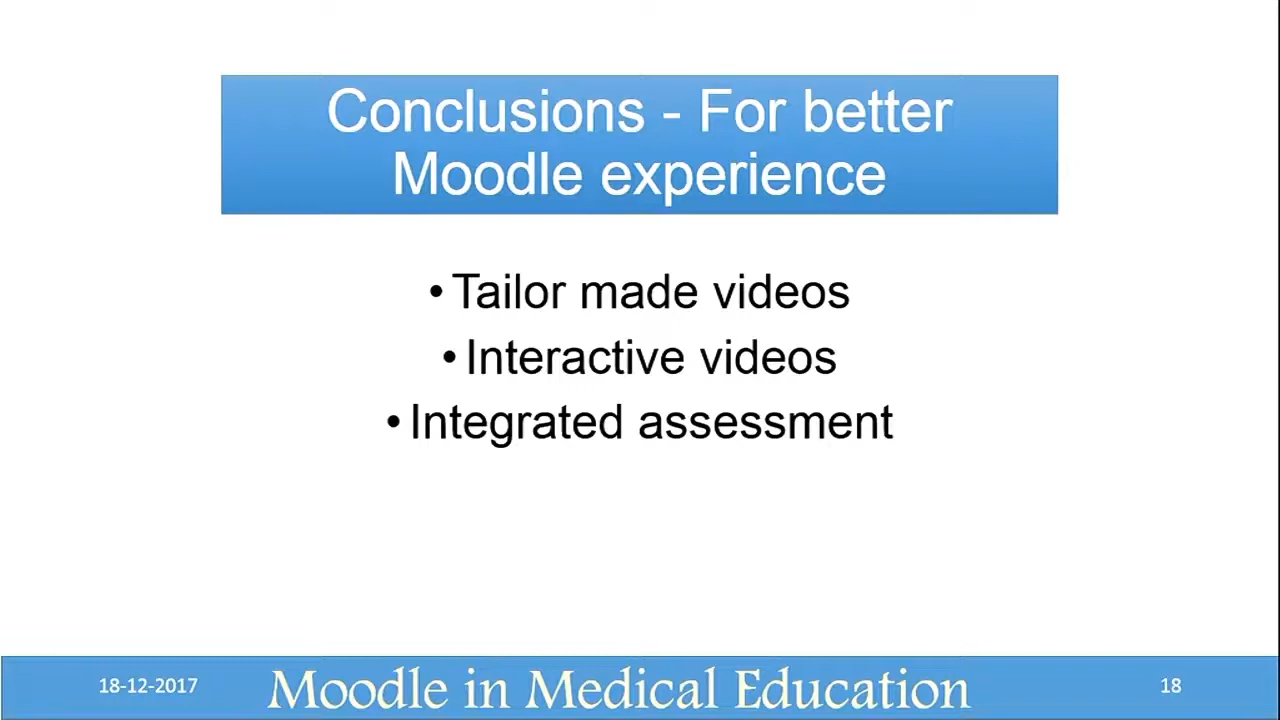 Conclusions - For better
Moodle experience
•Tailor made videos
•Interactive videos
•Integrated assessment
18-12-2017
Moodle in Medical Education
18